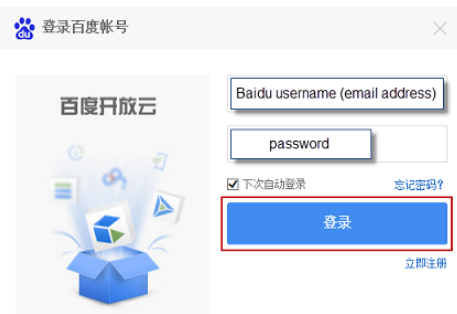 du 登录百度帐号
百度开放云
Baidu username (email address)
password
下次自动登录
忘记密码?
登录
立即注册